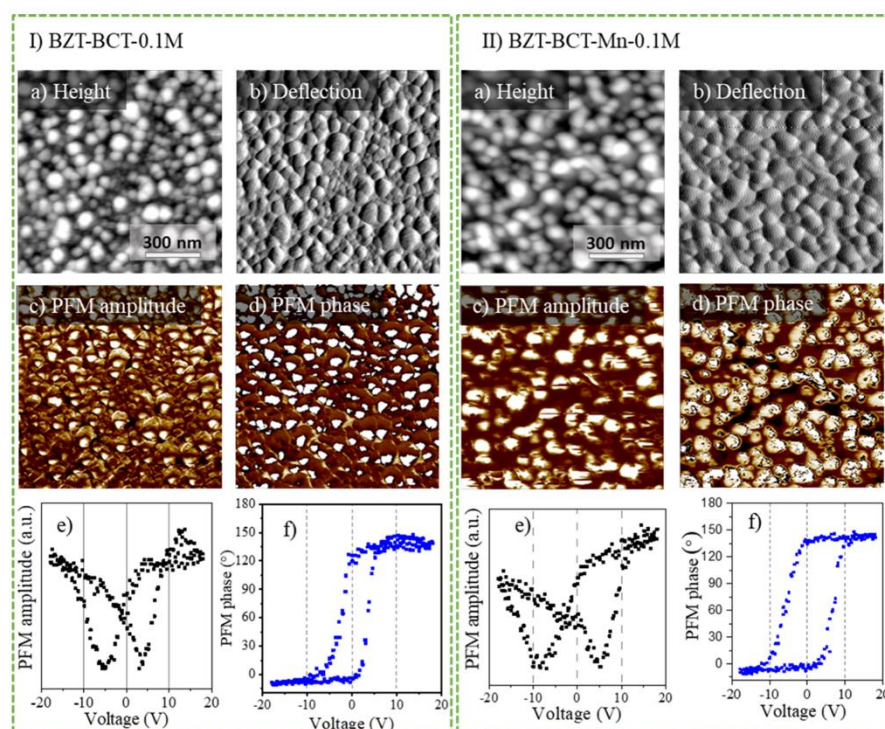 I) BZT-BCT-0.1M
a) Height
300 nm
b) Deflection
c) PFM amplitude
d) PFM phase
e)
PFM amplitude (a.u.)
-20 -10 0 10 20
Voltage (V)
f)
PFM phase (°)
180
150
120
90
60
30
0
-20 -10 0 10 20
Voltage (V)
II) BZT-BCT-Mn-0.1M
a) Height
300 nm
b) Deflection
c) PFM amplitude
d) PFM phase
e)
PFM amplitude (a.u.)
-20 -10 0 10 20
Voltage (V)
f)
PFM phase (°)
180
150
120
90
60
30
0
-20 -10 0 10 20
Voltage (V)